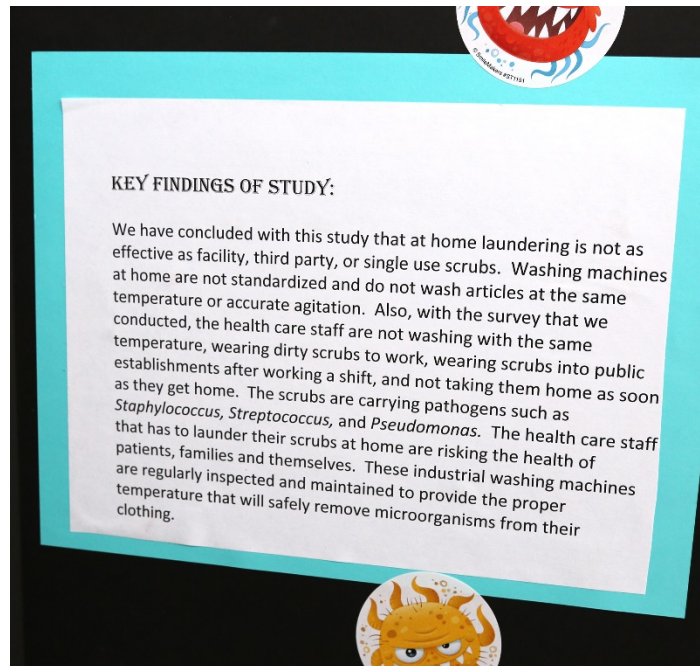 © SmileMakers #ST1151
KEY FINDINGS OF STUDY:
We have concluded with this study that at home laundering is not as
effective as facility, third party, or single use scrubs.  Washing machines
at home are not standardized and do not wash articles at the same
temperature or accurate agitation.  Also, with the survey that we
conducted, the health care staff are not washing with the same
temperature, wearing dirty scrubs to work, wearing scrubs into public
establishments after working a shift, and not taking them home as soon
as they get home.  The scrubs are carrying pathogens such as
Staphylococcus, Streptococcus, and Pseudomonas.  The health care staff
that has to launder their scrubs at home are risking the health of
patients, families and themselves.  These industrial washing machines
are regularly inspected and maintained to provide the proper
temperature that will safely remove microorganisms from their
clothing.